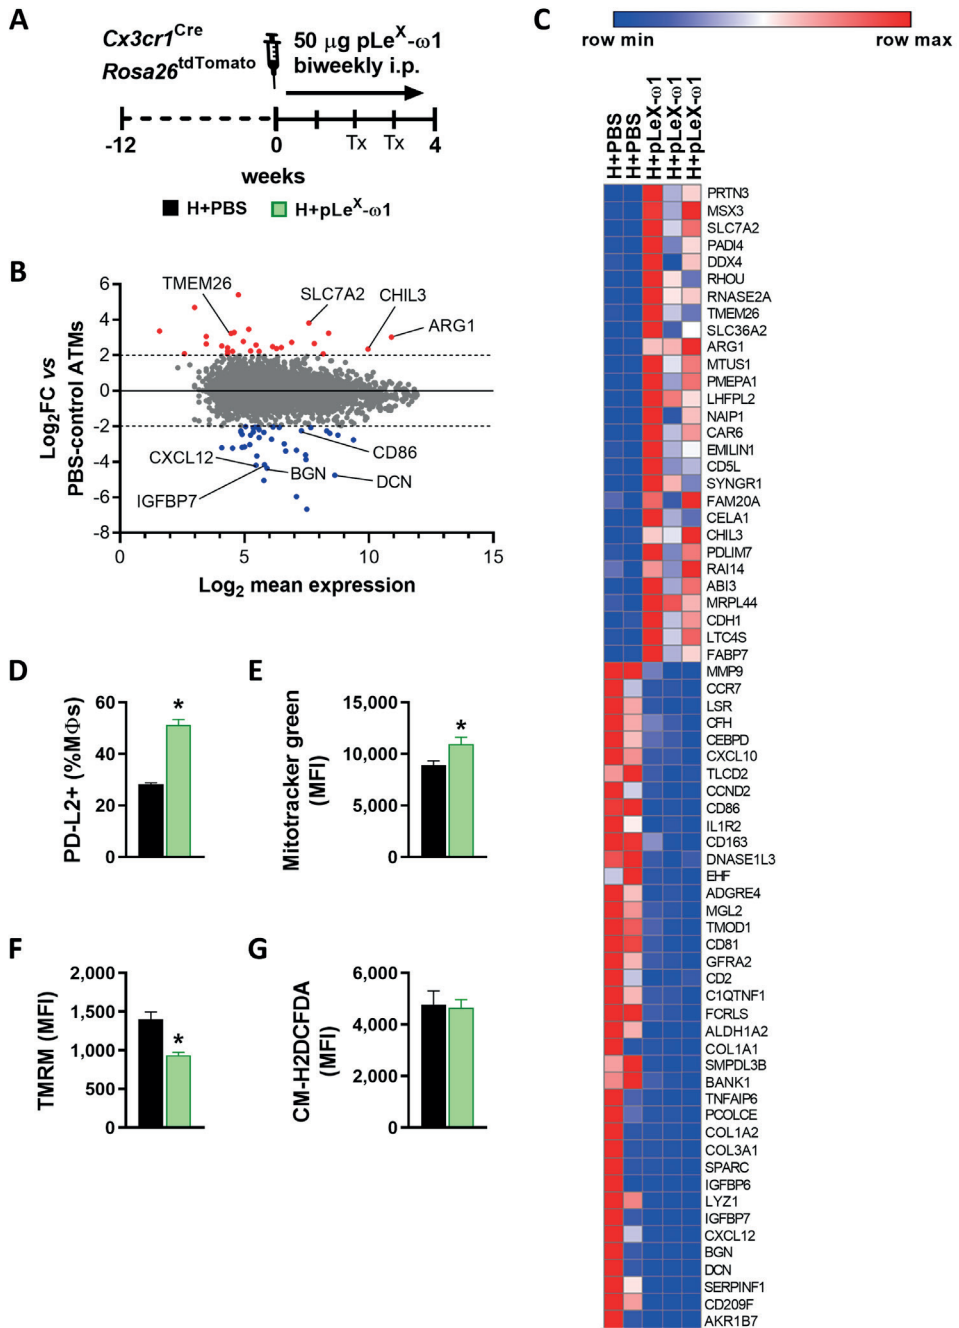 A
Cx3cr1Cre
Rosa26tdTomato
50 µg pLeX-ω1
biweekly i.p.
Tx Tx
-12 0 4
weeks
H+PBS H+pLeX-ω1
B
Log2FC vs
PBS-control ATMs
6
4
2
0
-2
-4
-6
-8
TMEM26
SLC7A2
CHIL3
ARG1
CXCL12
IGFBP7
BGN
CD86
DCN
0 5 10 15
Log2 mean expression
D
PD-L2+ (%MΦs)
60
40
20
0
*
E
Mitotracker green
(MFI)
15,000
10,000
5,000
0
*
F
TMRM (MFI)
2,000
1,500
1,000
500
0
*
G
CM-H2DCFDA
(MFI)
6,000
4,000
2,000
0
C
row min row max
H+PBS
H+PBS
H+pLeX-ω1
H+pLeX-ω1
H+pLeX-ω1
PRTN3
MSX3
SLC7A2
PADI4
DDX4
RHOU
RNASE2A
TMEM26
SLC36A2
ARG1
MTUS1
PMEPA1
LHFPL2
NAIP1
CAR6
EMILIN1
CD5L
SYNGR1
FAM20A
CELA1
CHIL3
PDLIM7
RAI14
ABI3
MRPL44
CDH1
LTC4S
FABP7
MMP9
CCR7
LSR
CFH
CEBPD
CXCL10
TLCD2
CCND2
CD86
IL1R2
CD163
DNASE1L3
EHF
ADGRE4
MGL2
TMOD1
CD81
GFRA2
CD2
C1QTNF1
FCRLS
ALDH1A2
COL1A1
SMPDL3B
BANK1
TNFAIP6
PCOLCE
COL1A2
COL3A1
SPARC
IGFBP6
LYZ1
IGFBP7
CXCL12
BGN
DCN
SERPINF1
CD209F
AKR1B7